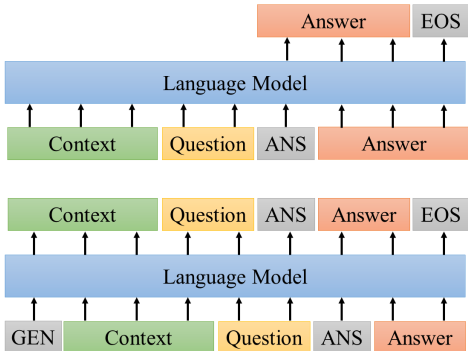 Answer EOS
Language Model
Context Question ANS Answer
Context Question ANS Answer EOS
Language Model
GEN Context Question ANS Answer